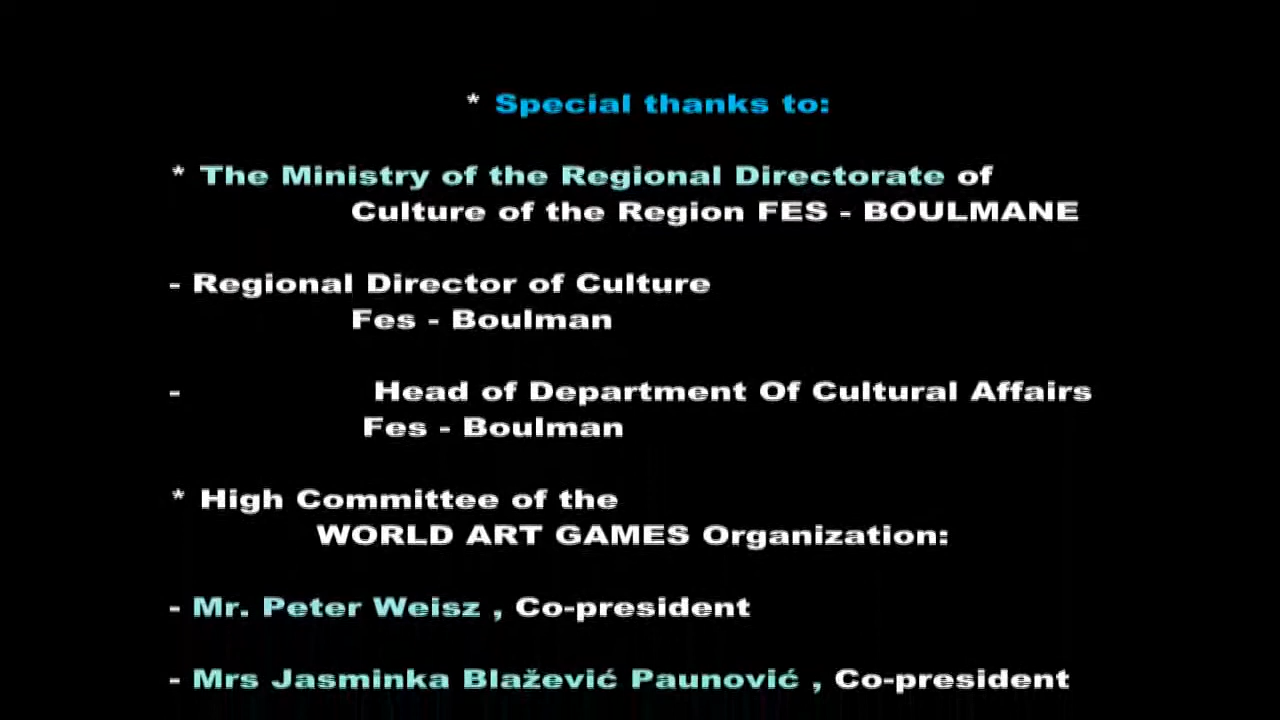 * Special thanks to:
* The Ministry of the Regional Directorate of
Culture of the Region FES - BOULMANE
- Regional Director of Culture
Fes - Boulman
- Head of Department Of Cultural Affairs
Fes - Boulman
* High Committee of the
WORLD ART GAMES Organization:
- Mr. Peter Weisz , Co-president
- Mrs Jasminka Blažević Paunović , Co-president